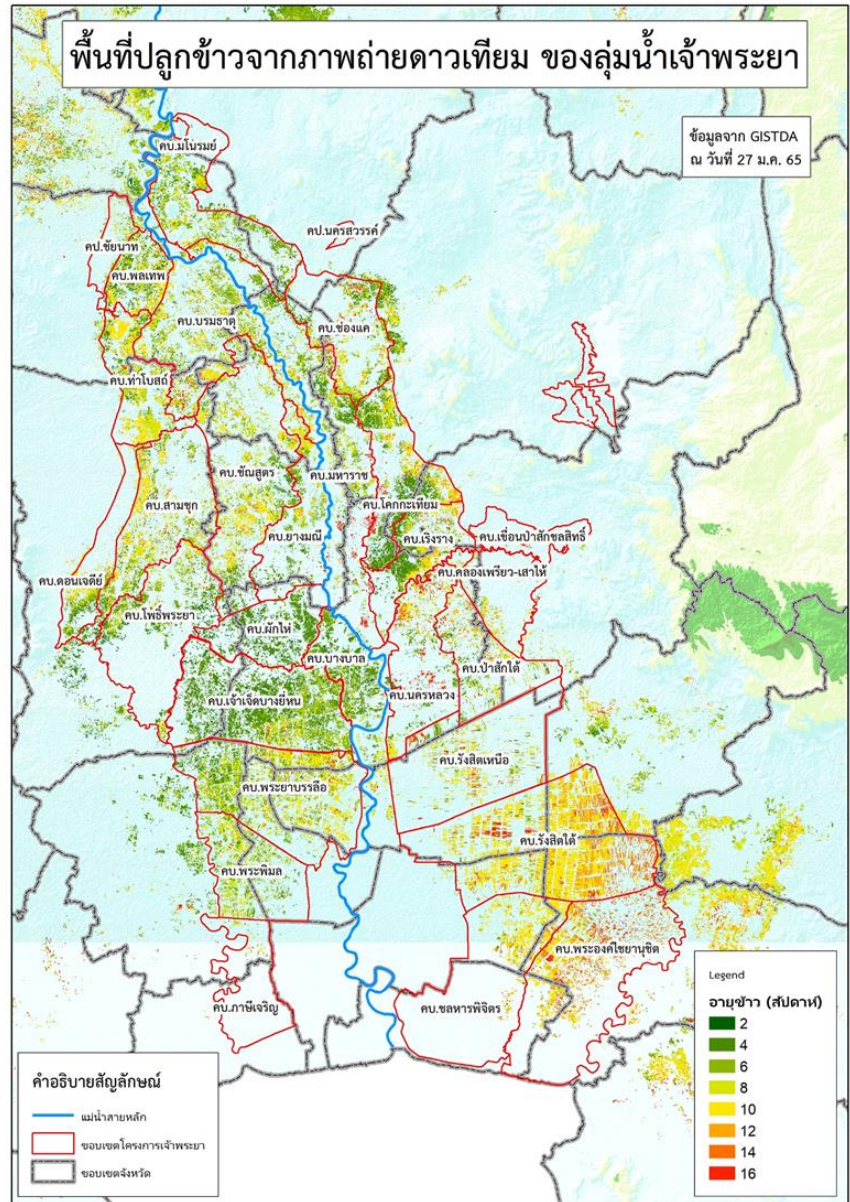 พื้นที่ปลูกข้าวจากภาพถ่ายดาวเทียม ของลุ่มน้ำเจ้าพระยา
ข้อมูลจาก GISTDA
ณ วันที่ 27 ม.ค. 65
คบ.มโนรมย์
คป.นครสวรรค์
คป.ชัยนาท
คบ.พลเทพ
คบ.บรมธาตุ
คบ.ช่องแค
คบ.ท่าโบสถ์
คบ.ชัณสูตร
คบ.มหาราช
คบ.สามชุก
คบ.โคกกะเทียม
คบ.ยางมณี
คบ.เริงราง
คบ.เขื่อนป่าสักชลสิทธิ์
คบ.คลองเพรียว-เสาไห้
คบ.ดอนเจดีย์
คบ.โพธิ์พระยา
คบ.ผักไห่
คบ.บางบาล
คบ.ป่าสักใต้
คบ.เจ้าเจ็ดบางยี่หน
คบ.นครหลวง
คบ.รังสิตเหนือ
คบ.พระยาบรรลือ
คบ.รังสิตใต้
คบ.พระพิมล
คบ.พระองค์ไชยานุชิต
คบ.ภาษีเจริญ
คบ.ชลหารพิจิตร
Legend
อายุข้าว (สัปดาห์)
2
4
6
8
10
12
14
16
คำอธิบายสัญลักษณ์
แม่น้ำสายหลัก
ขอบเขตโครงการเจ้าพระยา
ขอบเขตจังหวัด